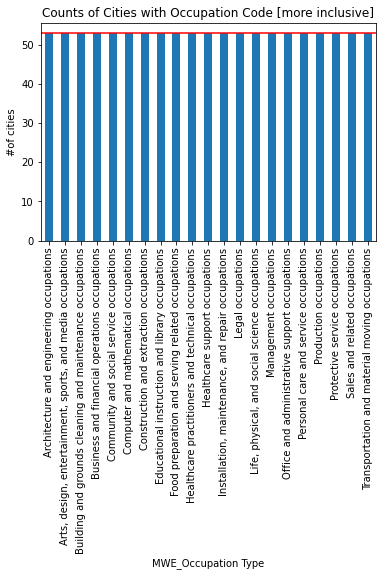 Counts of Cities with Occupation Code [more inclusive]
#of cities
50
40
30
20
10
0
Architecture and engineering occupations
Arts, design, entertainment, sports, and media occupations
Building and grounds cleaning and maintenance occupations
Business and financial operations occupations
Community and social service occupations
Computer and mathematical occupations
Construction and extraction occupations
Educational instruction and library occupations
Food preparation and serving related occupations
Healthcare practitioners and technical occupations
Healthcare support occupations
Installation, maintenance, and repair occupations
Legal occupations
Life, physical, and social science occupations
Management occupations
Office and administrative support occupations
Personal care and service occupations
Production occupations
Protective service occupations
Sales and related occupations
Transportation and material moving occupations
MWE_Occupation Type